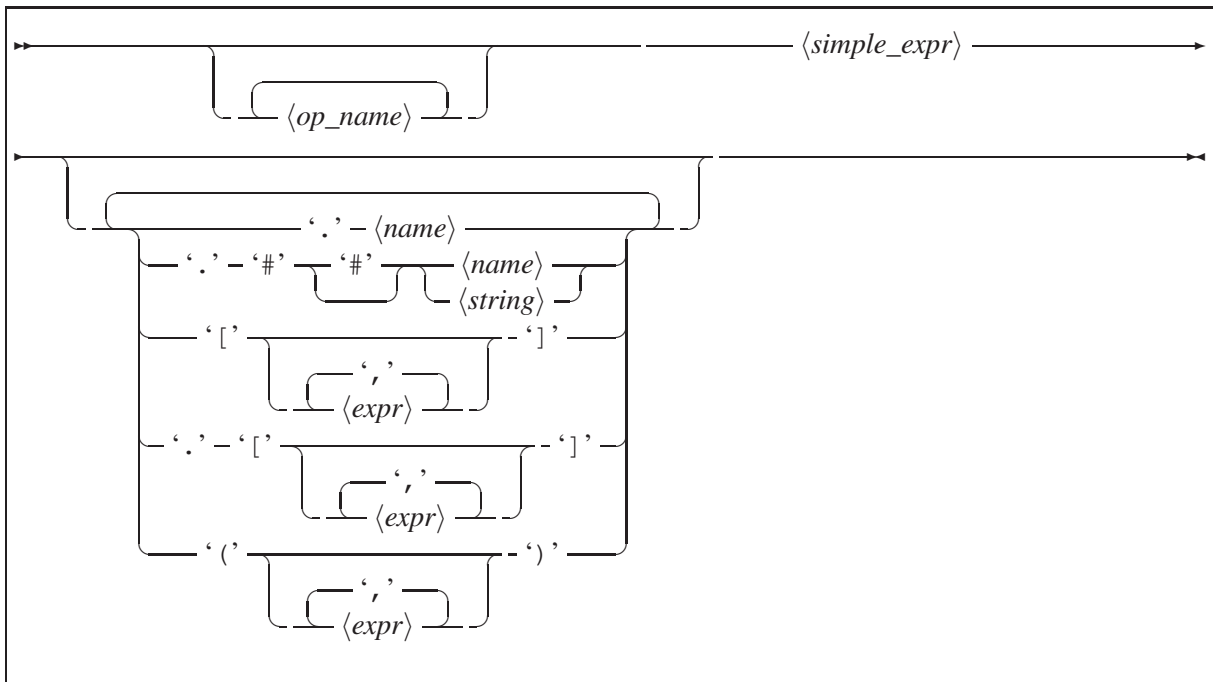 ⟨simple_expr⟩
⟨op_name⟩
‘.’ ⟨name⟩
‘.’ ‘#’ ‘#’ ⟨name⟩
⟨string⟩
‘[’ ‘]’
‘,’
⟨expr⟩
‘.’ ‘[’ ‘]’
‘,’
⟨expr⟩
‘(’ ‘)’
‘,’
⟨expr⟩